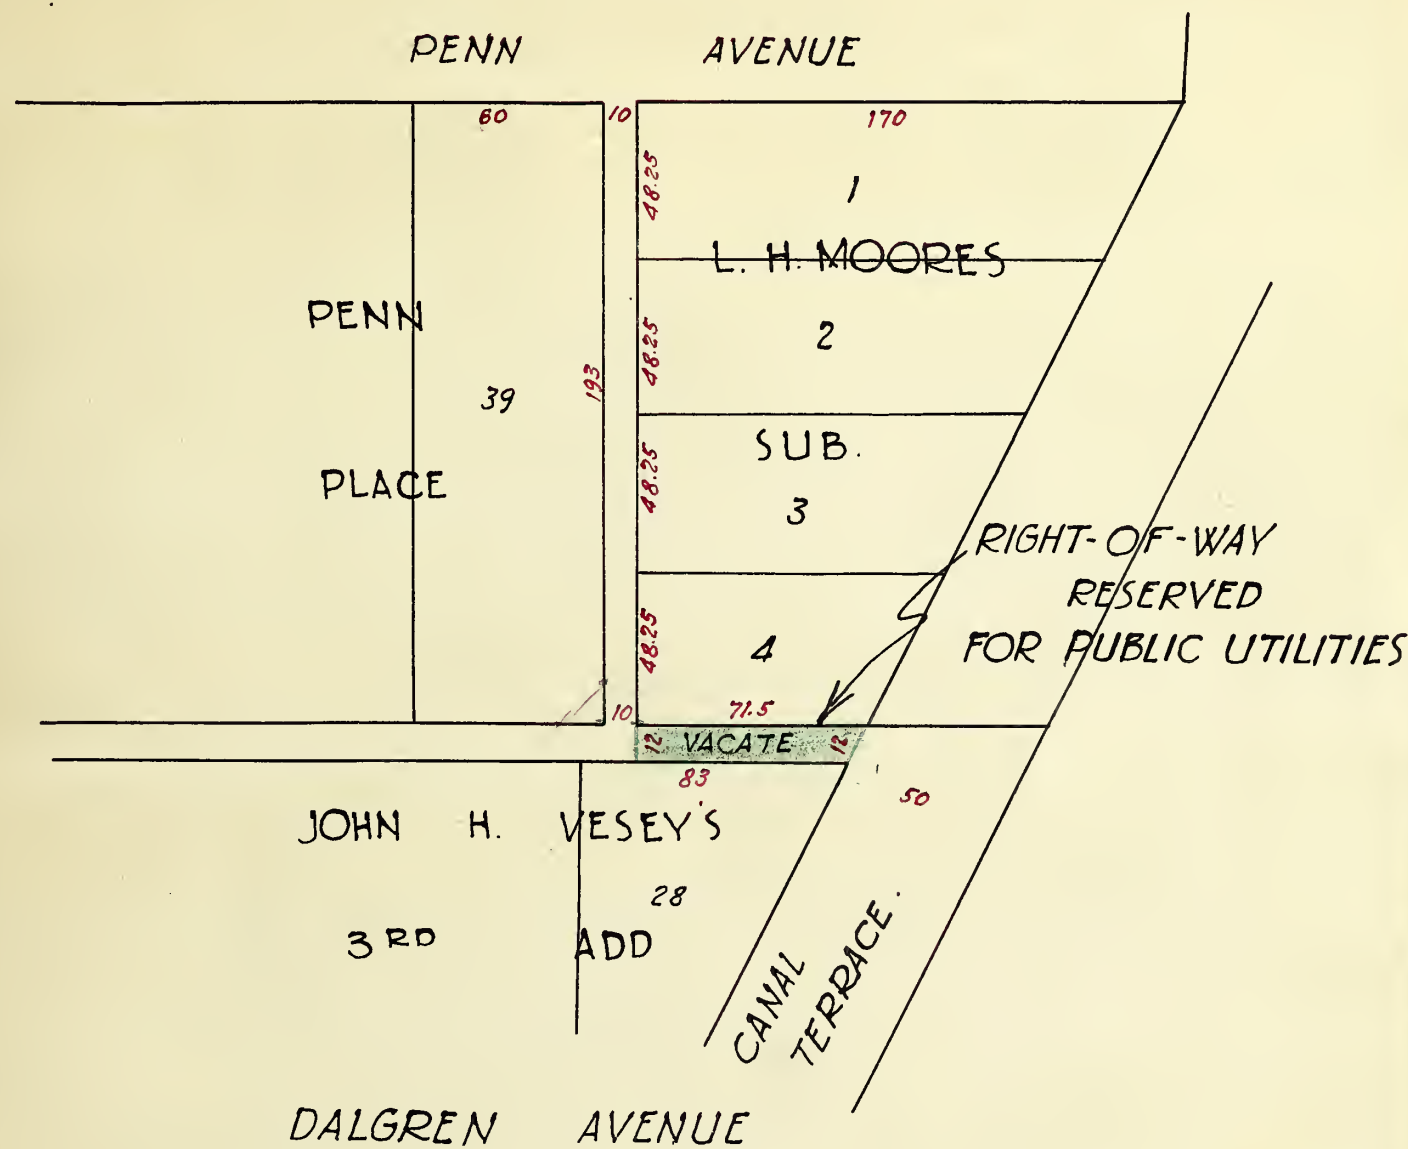 PENN AVENUE
60 10 170
48.25
1
L. H. MOORES
48.25
2
PENN
39
193
SUB.
48.25
3
PLACE
RIGHT-OF-WAY
RESERVED
FOR PUBLIC UTILITIES
48.25
4
10 71.5
12 VACATE 12
83
50
JOHN H. VESEY'S
28
3RD ADD
CANAL
TERRACE.
DALGREN AVENUE